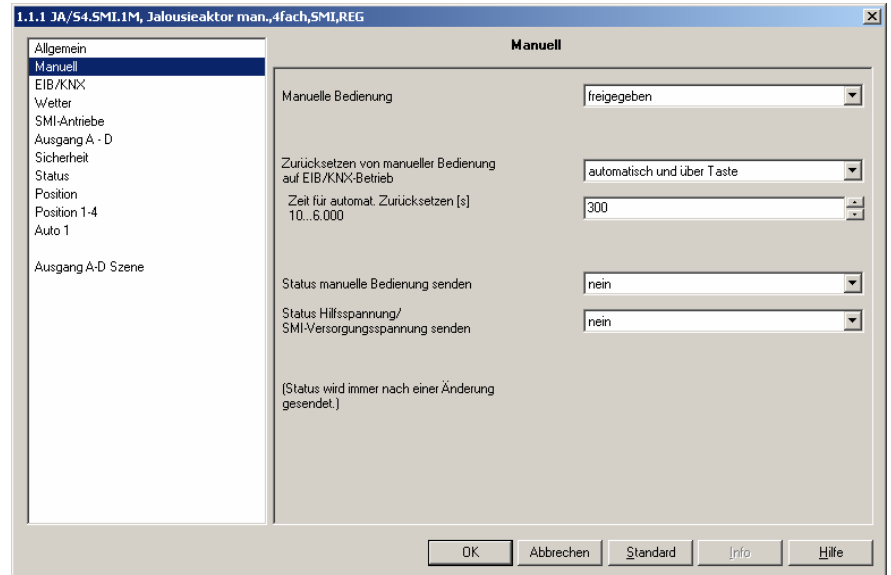 1.1.1 JA/S4.SMI.1M, Jalousieaktor man.,4fach,SMI,REG
Allgemein
Manuell
EIB/KNX
Wetter
SMI-Antriebe
Ausgang A - D
Sicherheit
Status
Position
Position 1-4
Auto 1
Ausgang A-D Szene
Manuell
Manuelle Bedienung
freigegeben
Zurücksetzen von manueller Bedienung
auf EIB/KNX-Betrieb
automatisch und über Taste
Zeit für automat. Zurücksetzen [s]
10...6.000
300
Status manuelle Bedienung senden
nein
Status Hilfsspannung/
SMI-Versorgungsspannung senden
nein
(Status wird immer nach einer Änderung
gesendet.)
OK
Abbrechen
Standard
Info
Hilfe